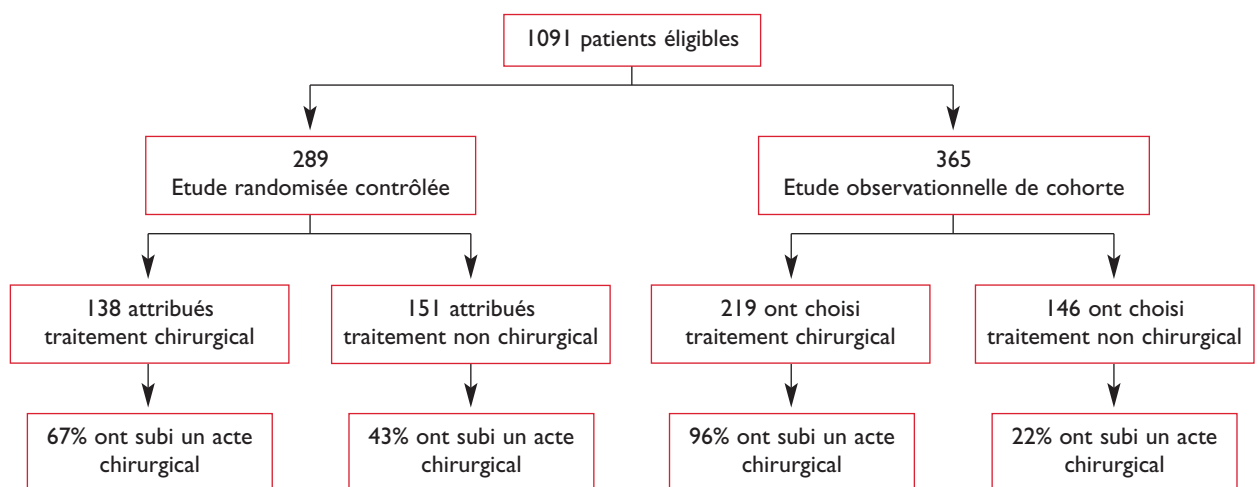 1091 patients éligibles
289
Etude randomisée contrôlée
365
Etude observationnelle de cohorte
138 attribués
traitement chirurgical
151 attribués
traitement non chirurgical
219 ont choisi
traitement chirurgical
146 ont choisi
traitement non chirurgical
67% ont subi un acte
chirurgical
43% ont subi un acte
chirurgical
96% ont subi un acte
chirurgical
22% ont subi un acte
chirurgical